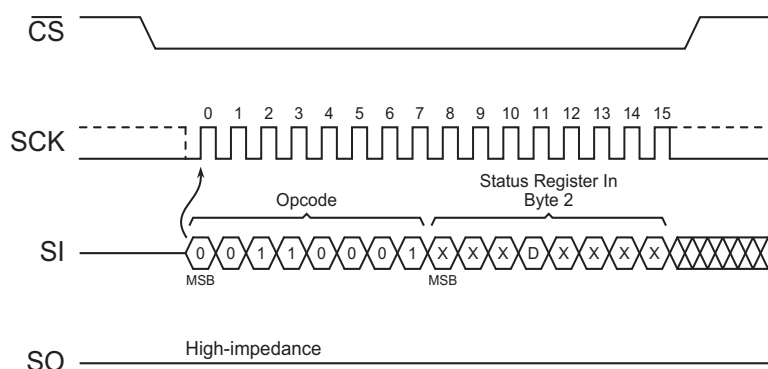 CS
0 1 2 3 4 5 6 7 8 9 10 11 12 13 14 15
SCK
Status Register In
Opcode Byte 2
SI 0 0 1 1 0 0 0 1 X X X D X X X X
MSB MSB
High-impedance
SO